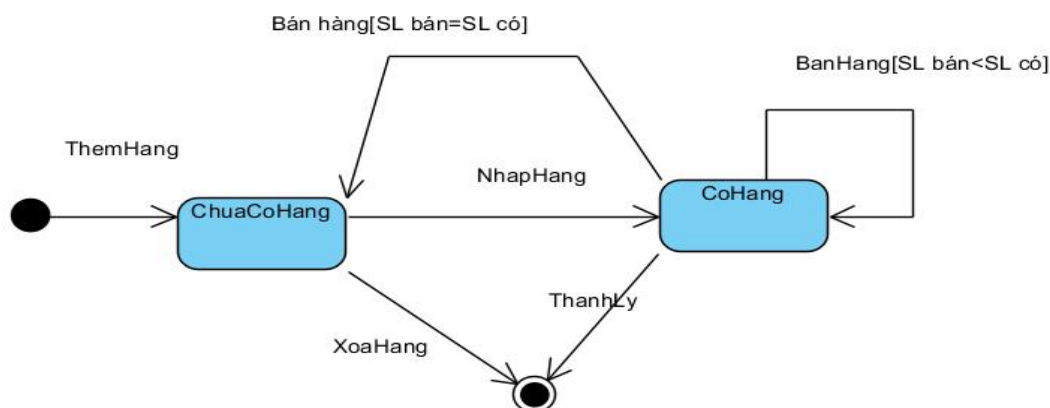 Bán hàng[SL bán=SL có]
BanHang[SL bán<SL có]
ThemHang
NhapHang
ChuaCoHang
CoHang
ThanhLy
XoaHang